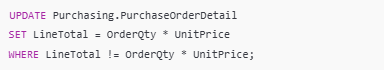 UPDATE Purchasing.PurchaseOrderDetail
SET LineTotal = OrderQty * UnitPrice
WHERE LineTotal != OrderQty * UnitPrice;